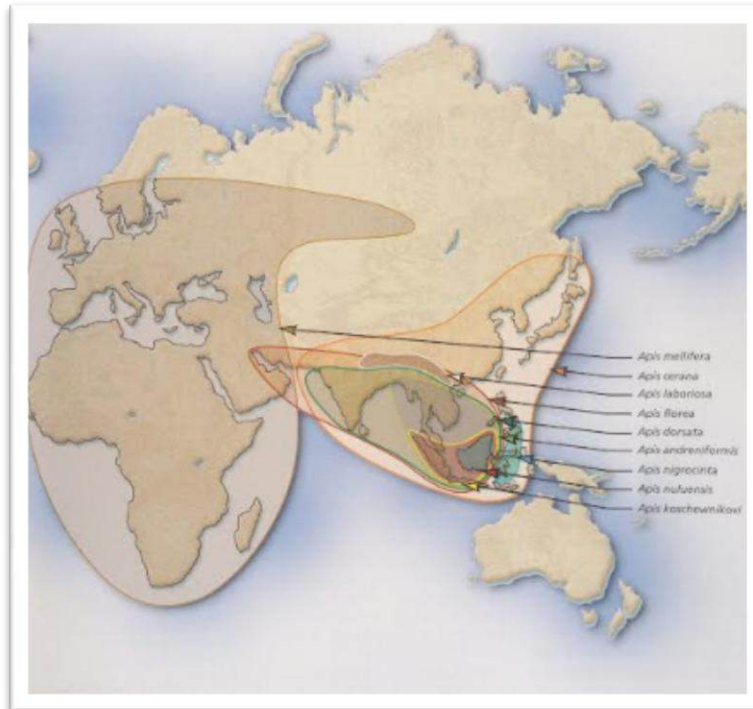 Apis mellifera
Apis cerana
Apis laboriosa
Apis florea
Apis dorsata
Apis andreniformis
Apis nigrocinta
Apis nuluensis
Apis koschewnikovi